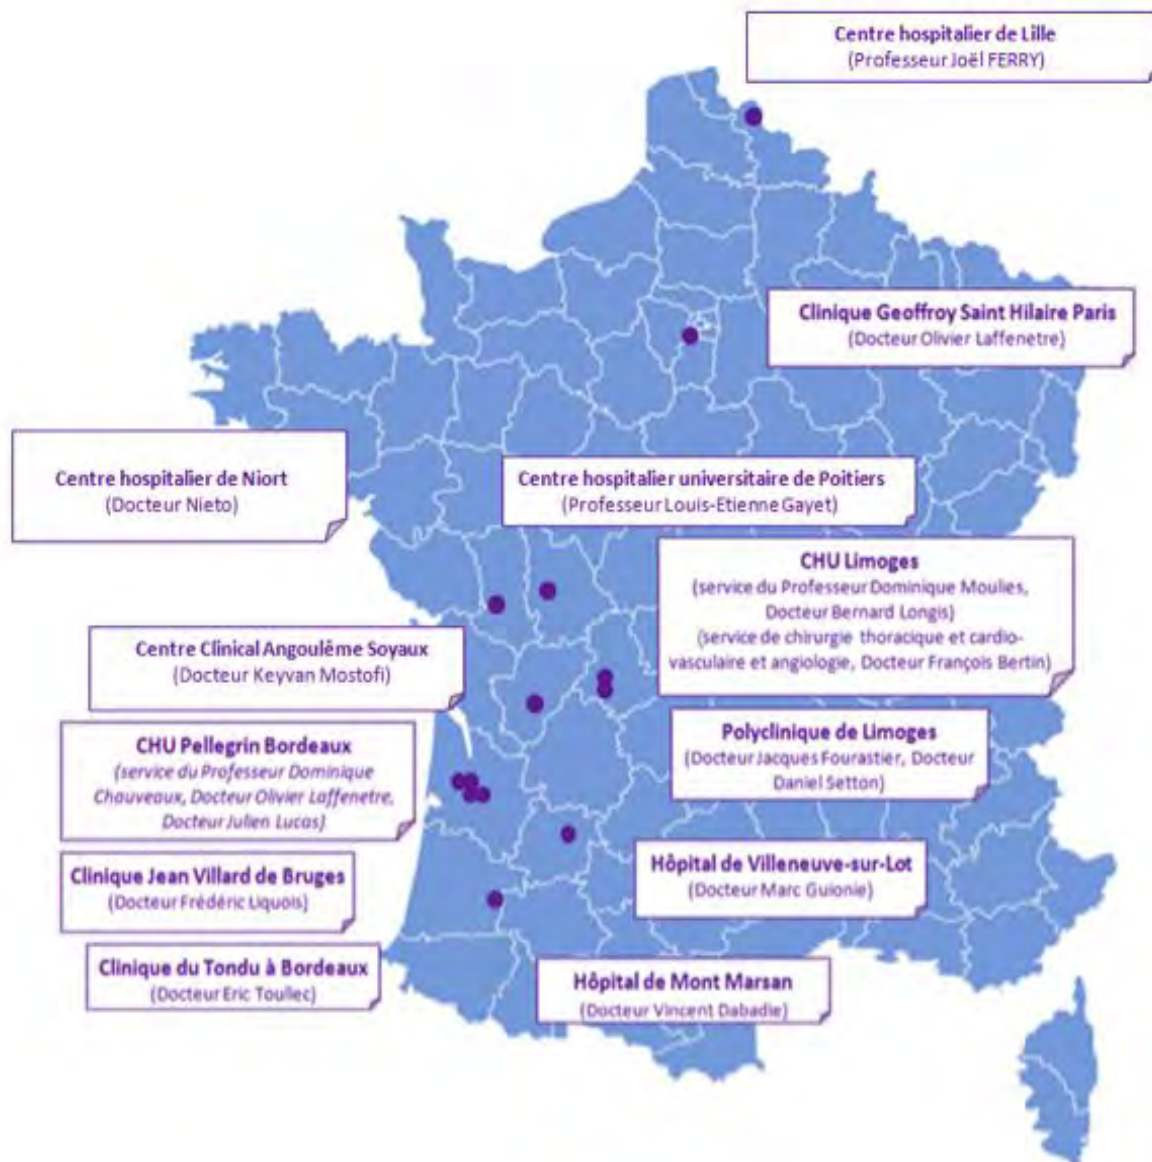 Centre hospitalier de Lille
(Professeur Joël FERRY)
Clinique Geoffroy Saint Hilaire Paris
(Docteur Olivier Laffenetre)
Centre hospitalier de Niort
(Docteur Nieto)
Centre hospitalier universitaire de Poitiers
(Professeur Louis-Etienne Gayet)
CHU Limoges
(service du Professeur Dominique Moulies,
Docteur Bernard Longis)
(service de chirurgie thoracique et cardio-
vasculaire et angiologie, Docteur François Bertin)
Centre Clinical Angoulême Soyaux
(Docteur Keyvan Mostofi)
CHU Pellegrin Bordeaux
(service du Professeur Dominique
Chauveaux, Docteur Olivier Laffenetre,
Docteur Julien Lucas)
Polyclinique de Limoges
(Docteur Jacques Fourastier, Docteur
Daniel Setton)
Clinique Jean Villard de Bruges
(Docteur Frédéric Liquois)
Hôpital de Villeneuve-sur-Lot
(Docteur Marc Guionie)
Clinique du Tondu à Bordeaux
(Docteur Eric Toullec)
Hôpital de Mont Marsan
(Docteur Vincent Dabadie)